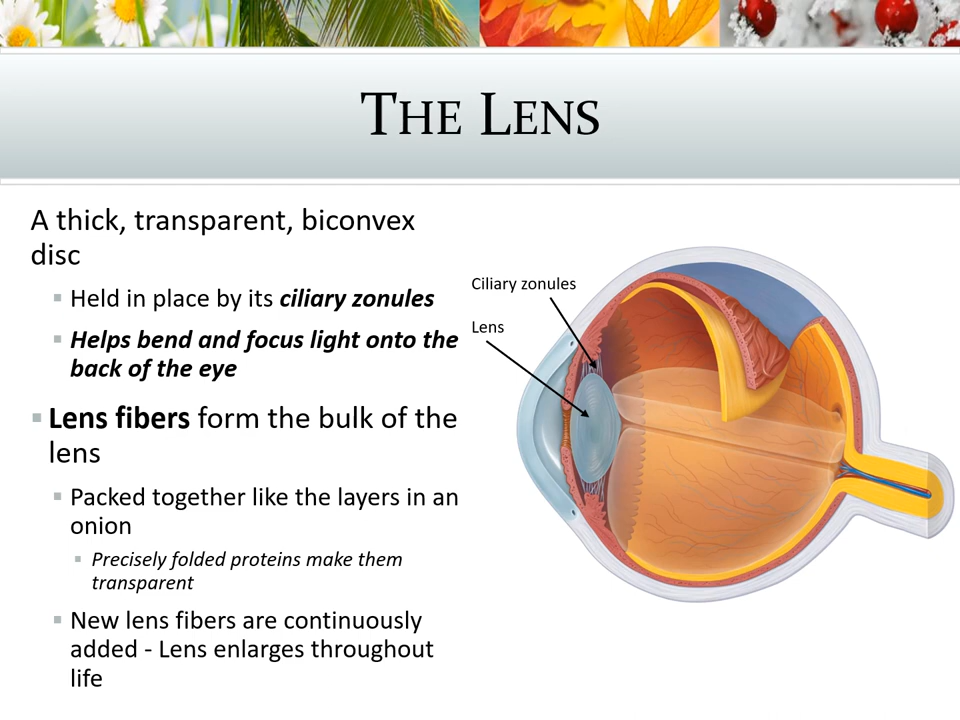 THE LENS
A thick, transparent, biconvex
disc
▪ Held in place by its ciliary zonules
▪ Helps bend and focus light onto the
back of the eye
▪ Lens fibers form the bulk of the
lens
▪ Packed together like the layers in an
onion
▪ Precisely folded proteins make them
transparent
▪ New lens fibers are continuously
added - Lens enlarges throughout
life
Ciliary zonules
Lens